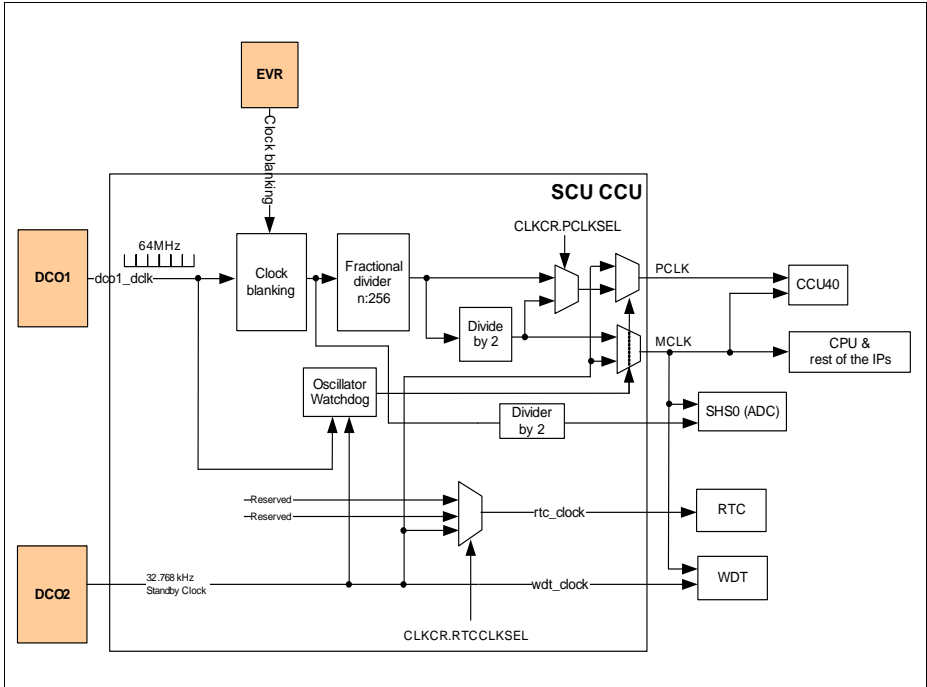 EVR
Clock blanking
SCU CCU
CLKCR.PCLKSEL
64MHz
DCO1
dco1_dclk
Clock
blanking
Fractional
divider
n:256
PCLK
CCU40
Divide
by 2
MCLK
CPU &
rest of the IPs
Oscillator
Watchdog
SHS0 (ADC)
Divider
by 2
Reserved
Reserved
rtc_clock
RTC
DCO2
32.768 kHz
Standby Clock
wdt_clock
WDT
CLKCR.RTCCLKSEL